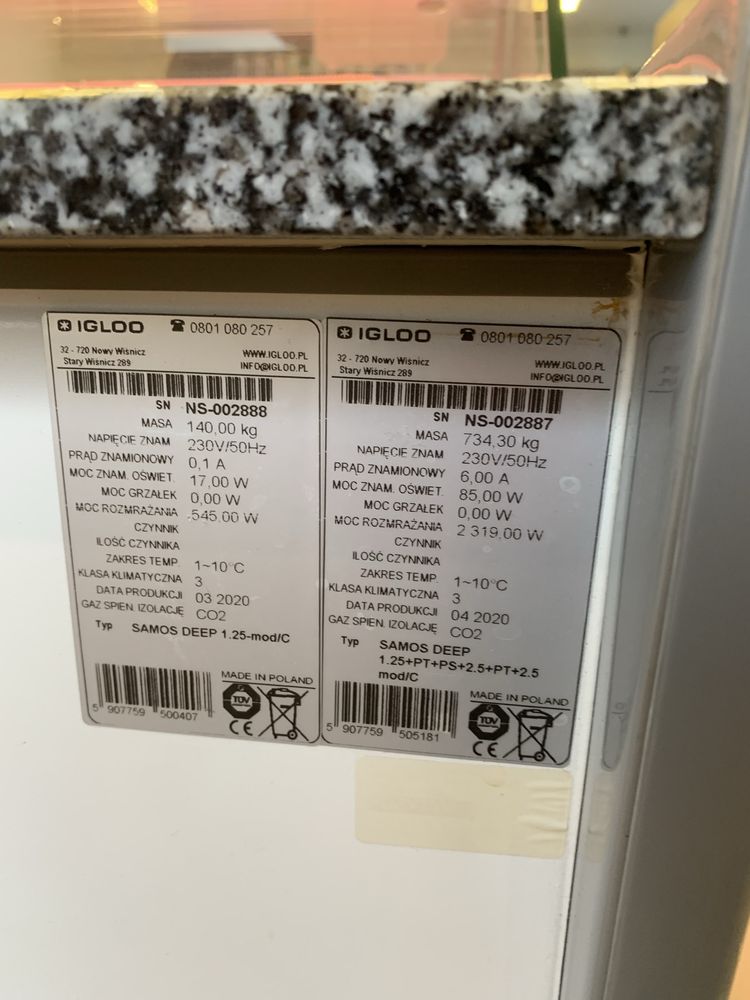 IGLOO 0801 080 257
32 - 720 Nowy Wiśnicz
Stary Wiśnicz 289
WWW.IGLOO.PL
INFO@IGLOO.PL
SN NS-002888
MASA 140,00 kg
NAPIĘCIE ZNAM 230V/50Hz
PRĄD ZNAMIONOWY 0,1 A
MOC ZNAM. OŚWIET. 17,00 W
MOC GRZAŁEK 0,00 W
MOC ROZMRAŻANIA 545,00 W
CZYNNIK
ILOŚĆ CZYNNIKA
ZAKRES TEMP. 1~10°C
KLASA KLIMATYCZNA 3
DATA PRODUKCJI 03 2020
GAZ SPIEN. IZOLACJĘ CO2
Typ SAMOS DEEP 1.25-mod/C
MADE IN POLAND
TÜV
CE
5 907759 500407
IGLOO 0801 080 257
32 - 720 Nowy Wiśnicz
Stary Wiśnicz 289
WWW.IGLOO.PL
INFO@IGLOO.PL
SN NS-002887
MASA 734,30 kg
NAPIĘCIE ZNAM 230V/50Hz
PRĄD ZNAMIONOWY 6,00 A
MOC ZNAM. OŚWIET. 85,00 W
MOC GRZAŁEK 0,00 W
MOC ROZMRAŻANIA 2 319,00 W
CZYNNIK
ILOŚĆ CZYNNIKA
ZAKRES TEMP. 1~10°C
KLASA KLIMATYCZNA 3
DATA PRODUKCJI 04 2020
GAZ SPIEN. IZOLACJĘ CO2
Typ SAMOS DEEP
1.25+PT+PS+2.5+PT+2.5
mod/C
MADE IN POLAND
TÜV
CE
5 907759 505181